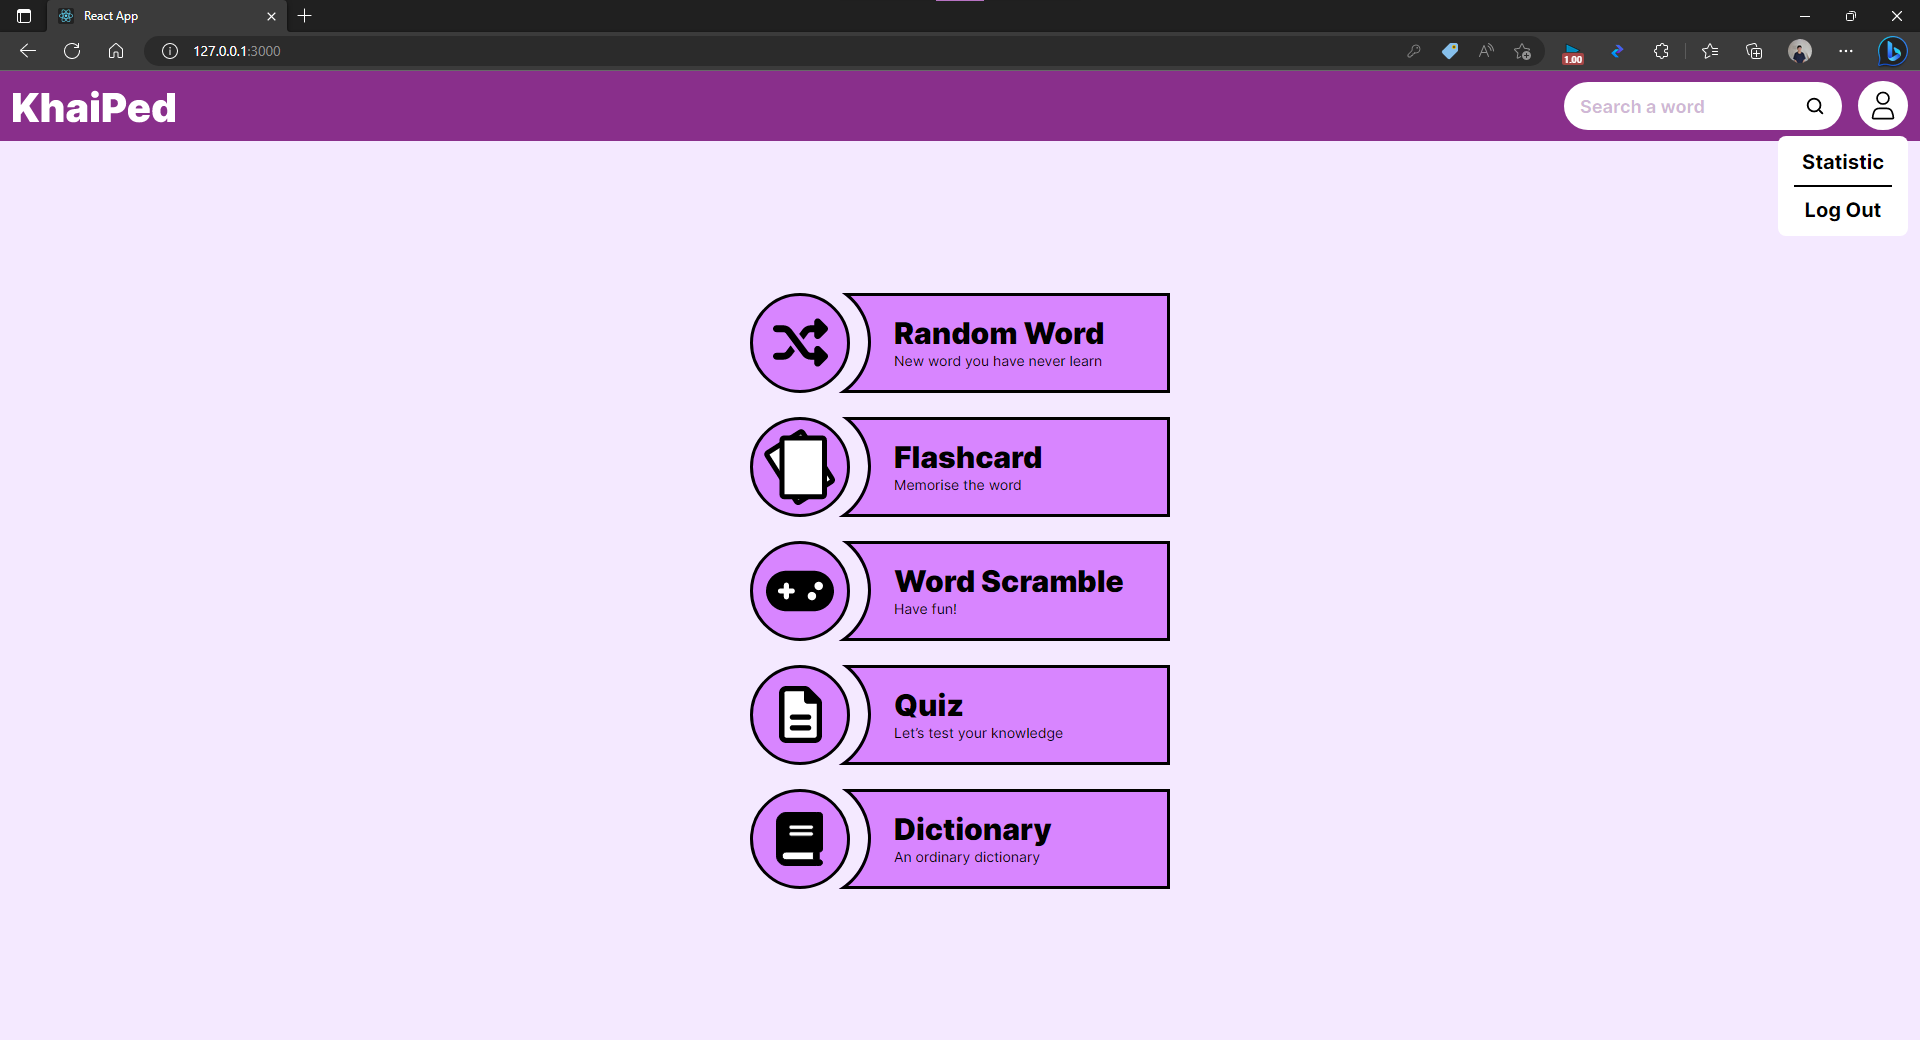 React App
127.0.0.1:3000
1.00
KhaiPed
Search a word
Statistic
Log Out
Random Word
New word you have never learn
Flashcard
Memorise the word
Word Scramble
Have fun!
Quiz
Let's test your knowledge
Dictionary
An ordinary dictionary